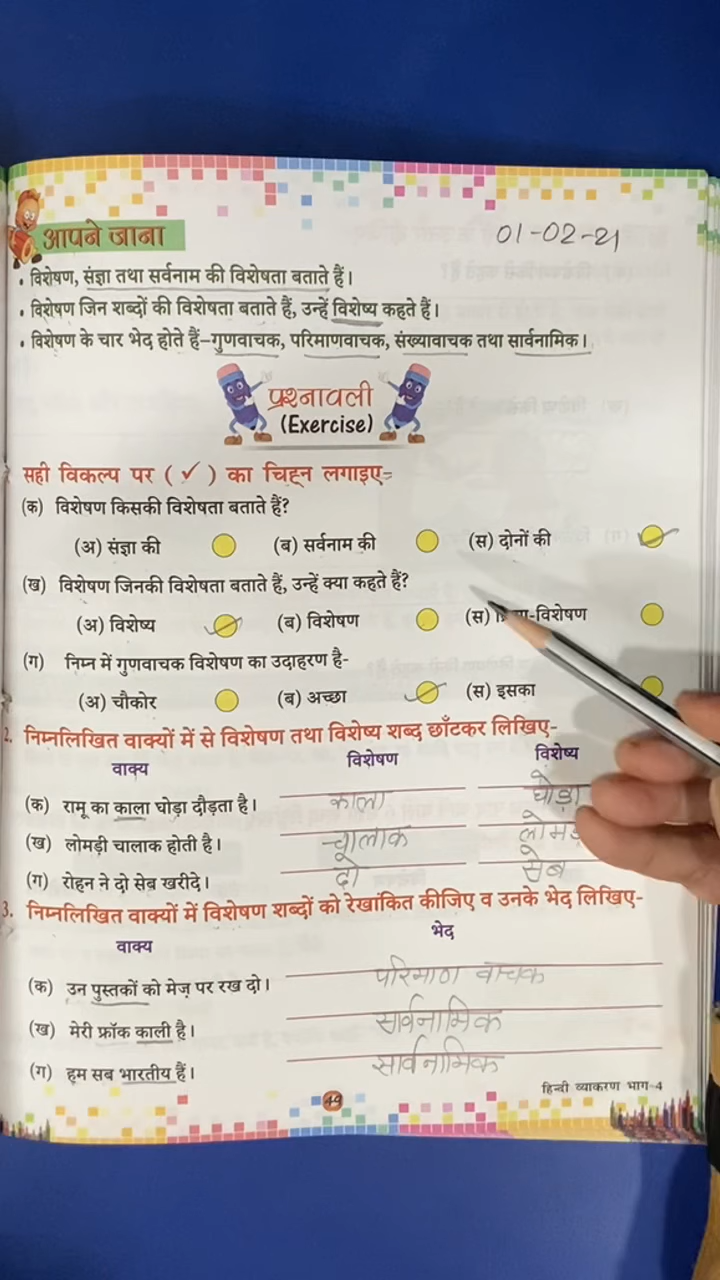 आपने जाना
01-02-21
• विशेषण, संज्ञा तथा सर्वनाम की विशेषता बताते हैं।
• विशेषण जिन शब्दों की विशेषता बताते हैं, उन्हें विशेष्य कहते हैं।
• विशेषण के चार भेद होते हैं–गुणवाचक, परिमाणवाचक, संख्यावाचक तथा सार्वनामिक।
प्रश्नावली
(Exercise)
सही विकल्प पर ( ✓ ) का चिह्न लगाइए–
(क) विशेषण किसकी विशेषता बताते हैं?
(अ) संज्ञा की (ब) सर्वनाम की (स) दोनों की ✓
(ख) विशेषण जिनकी विशेषता बताते हैं, उन्हें क्या कहते हैं?
(अ) विशेष्य ✓ (ब) विशेषण (स) -विशेषण
(ग) निम्न में गुणवाचक विशेषण का उदाहरण है-
(अ) चौकोर (ब) अच्छा ✓ (स) इसका
2. निम्नलिखित वाक्यों में से विशेषण तथा विशेष्य शब्द छाँटकर लिखिए-
वाक्य विशेषण विशेष्य
(क) रामू का काला घोड़ा दौड़ता है। काला घोड़ा
(ख) लोमड़ी चालाक होती है। चालाक
(ग) रोहन ने दो सेब खरीदे। दो सेब
3. निम्नलिखित वाक्यों में विशेषण शब्दों को रेखांकित कीजिए व उनके भेद लिखिए-
वाक्य भेद
(क) उन पुस्तकों को मेज़ पर रख दो। परिमाण वाचक
(ख) मेरी फ्रॉक काली है। सार्वनामिक
(ग) हम सब भारतीय हैं। सार्वनामिक
हिन्दी व्याकरण भाग-4
49